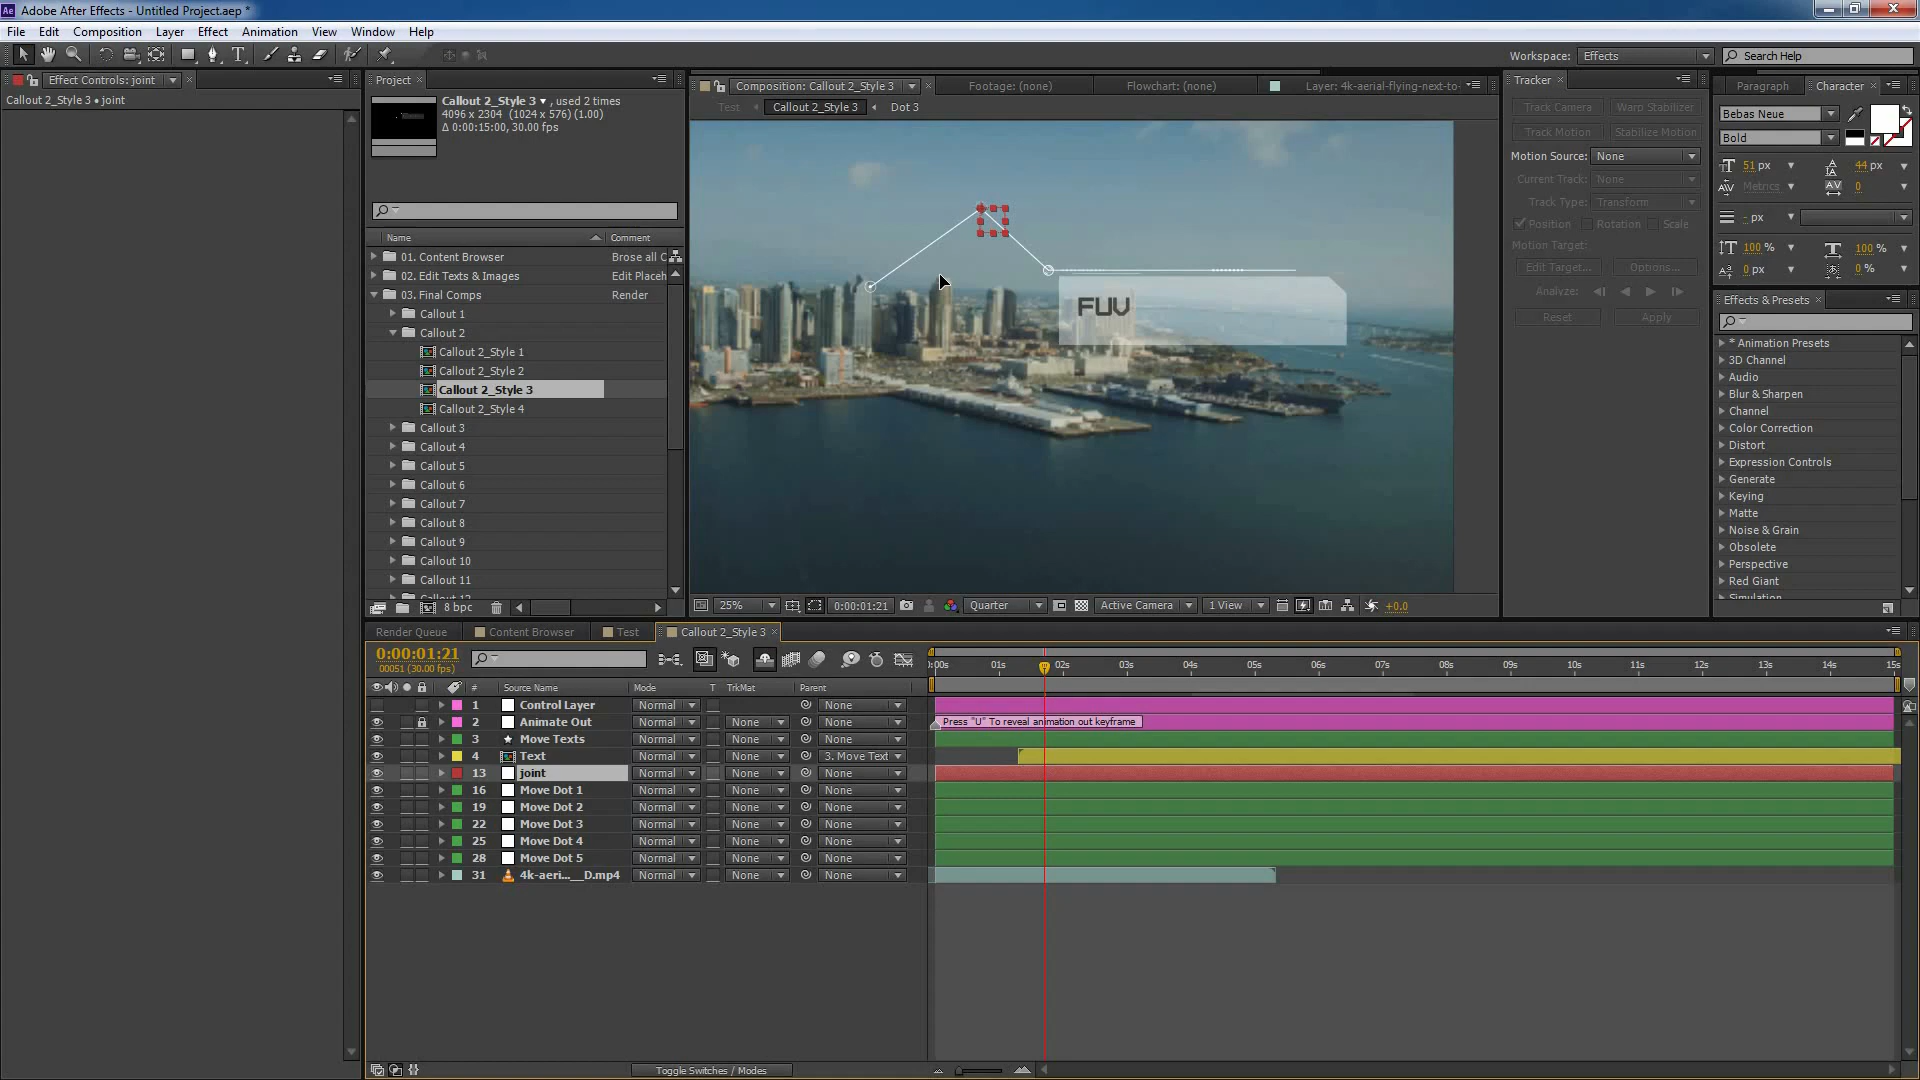 Adobe After Effects - Untitled Project.aep *
File Edit Composition Layer Effect Animation View Window Help
Workspace: Effects Search Help
Effect Controls: joint
Callout 2_Style 3 • joint
Project
Callout 2_Style 3 ▾ , used 2 times
4096 x 2304 (1024 x 576) (1.00)
Δ 0:00:15:00, 30.00 fps
Name Comment
01. Content Browser Brose all C
02. Edit Texts & Images Edit Placeh
03. Final Comps Render
Callout 1
Callout 2
Callout 2_Style 1
Callout 2_Style 2
Callout 2_Style 3
Callout 2_Style 4
Callout 3
Callout 4
Callout 5
Callout 6
Callout 7
Callout 8
Callout 9
Callout 10
Callout 11
8 bpc
Composition: Callout 2_Style 3 Footage: (none) Flowchart: (none) Layer: 4k-aerial-flying-next-to-
Test Callout 2_Style 3 Dot 3
FUV
25% 0:00:01:21 Quarter Active Camera 1 View +0.0
Tracker
Track Camera Warp Stabilizer
Track Motion Stabilize Motion
Motion Source: None
Current Track: None
Track Type: Transform
Position Rotation Scale
Motion Target:
Edit Target... Options...
Analyze:
Reset Apply
Paragraph Character
Bebas Neue
Bold
51 px 44 px
Metrics 0
- px
100 % 100 %
0 px 0 %
Effects & Presets
* Animation Presets
3D Channel
Audio
Blur & Sharpen
Channel
Color Correction
Distort
Expression Controls
Generate
Keying
Matte
Noise & Grain
Obsolete
Perspective
Red Giant
Simulation
Render Queue Content Browser Test Callout 2_Style 3
0:00:01:21
00051 (30.00 fps)
:00s 01s 02s 03s 04s 05s 06s 07s 08s 09s 10s 11s 12s 13s 14s 15s
# Source Name Mode T TrkMat Parent
1 Control Layer Normal None
2 Animate Out Normal None None Press "U" To reveal animation out keyframe
3 Move Texts Normal None None
4 Text Normal None 3. Move Text
13 joint Normal None None
16 Move Dot 1 Normal None None
19 Move Dot 2 Normal None None
22 Move Dot 3 Normal None None
25 Move Dot 4 Normal None None
28 Move Dot 5 Normal None None
31 4k-aeri...__D.mp4 Normal None None
Toggle Switches / Modes